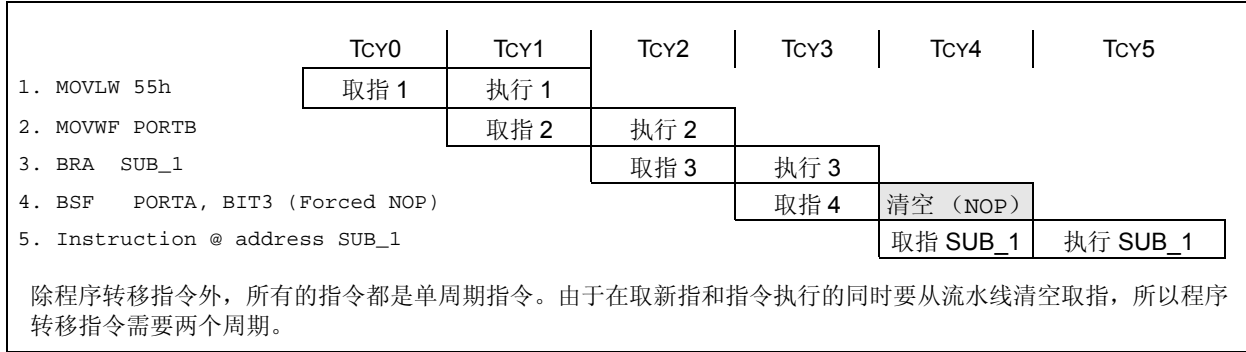 TCY0 TCY1 TCY2 TCY3 TCY4 TCY5
1. MOVLW 55h 取指 1 执行 1
2. MOVWF PORTB 取指 2 执行 2
3. BRA SUB_1 取指 3 执行 3
4. BSF PORTA, BIT3 (Forced NOP) 取指 4 清空 （NOP）
5. Instruction @ address SUB_1 取指 SUB_1 执行 SUB_1
除程序转移指令外，所有的指令都是单周期指令。由于在取新指和指令执行的同时要从流水线清空取指，所以程序
转移指令需要两个周期。